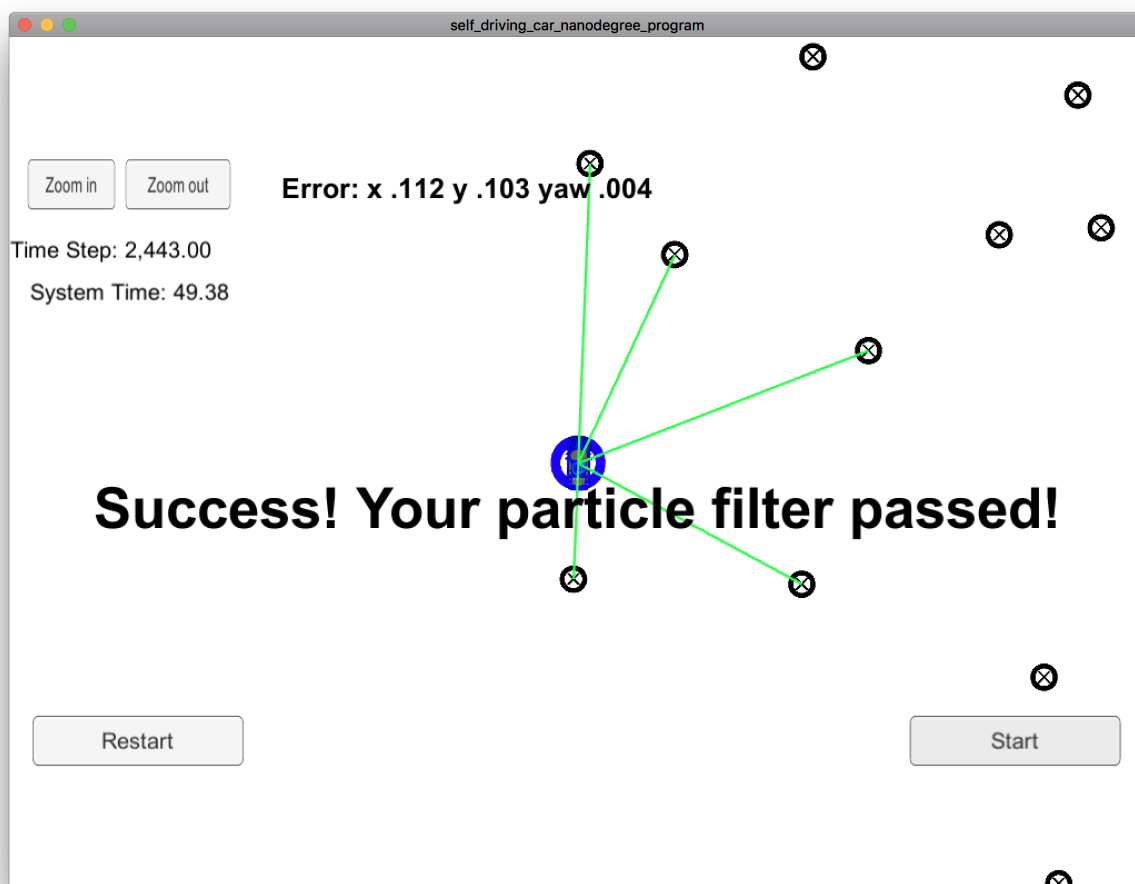 self_driving_car_nanodegree_program
Zoom in
Zoom out
Error: x .112 y .103 yaw .004
Time Step: 2,443.00
System Time: 49.38
Success! Your particle filter passed!
Restart
Start